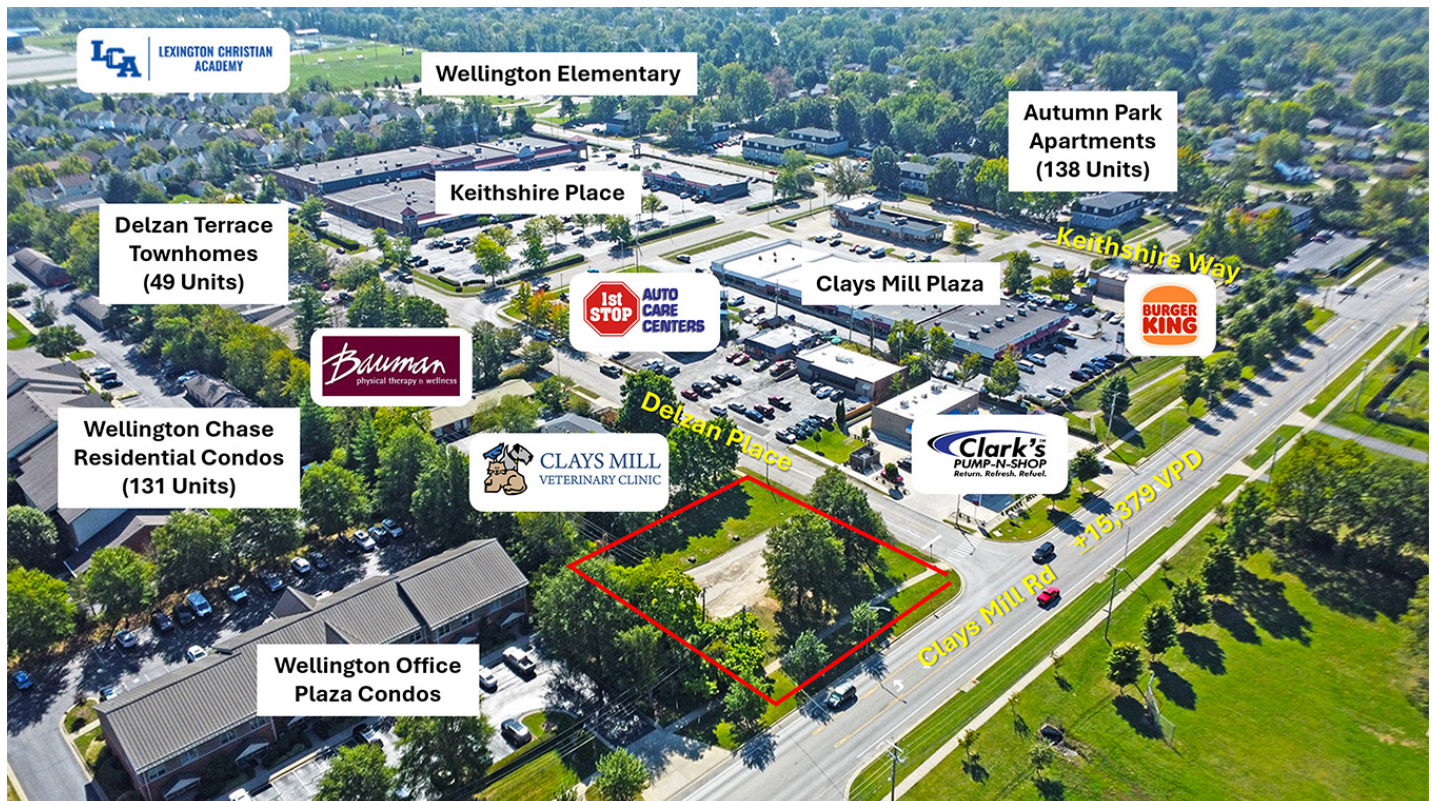 LCA
LEXINGTON CHRISTIAN
ACADEMY
Wellington Elementary
Autumn Park
Apartments
(138 Units)
Keithshire Place
Delzan Terrace
Townhomes
(49 Units)
Keithshire Way
Clays Mill Plaza
1st
STOP
AUTO
CARE
CENTERS
BURGER
KING
Bauman
physical therapy & wellness
Delzan Place
Wellington Chase
Residential Condos
(131 Units)
CLAYS MILL
VETERINARY CLINIC
Clark's
PUMP-N-SHOP
Return. Refresh. Refuel.
Clays Mill Rd
±15,379 VPD
Wellington Office
Plaza Condos